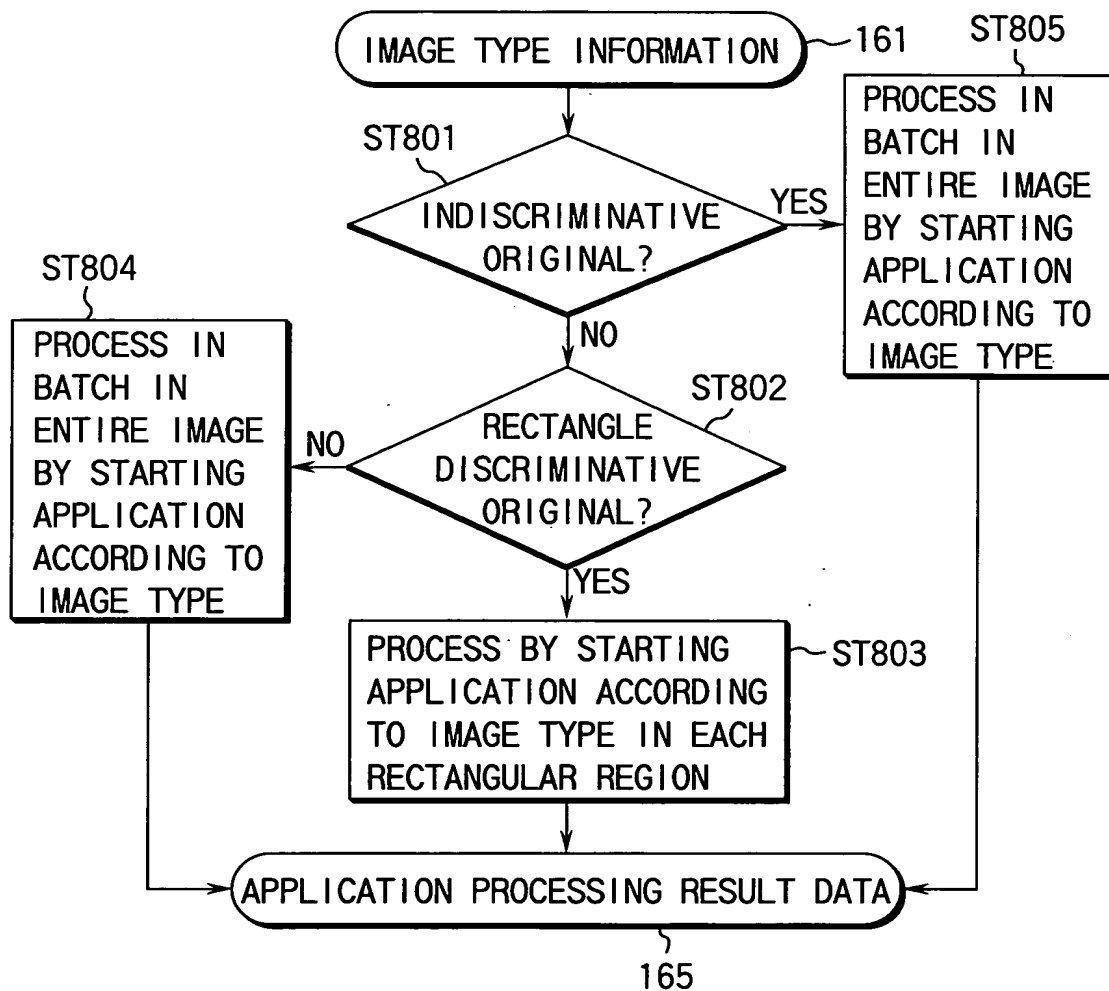 IMAGE TYPE INFORMATION
161
ST805
PROCESS IN
BATCH IN
ENTIRE IMAGE
BY STARTING
APPLICATION
ACCORDING TO
IMAGE TYPE
ST801
INDISCRIMINATIVE
ORIGINAL?
YES
NO
ST804
PROCESS IN
BATCH IN
ENTIRE IMAGE
BY STARTING
APPLICATION
ACCORDING TO
IMAGE TYPE
ST802
RECTANGLE
DISCRIMINATIVE
ORIGINAL?
NO
YES
ST803
PROCESS BY STARTING
APPLICATION ACCORDING
TO IMAGE TYPE IN EACH
RECTANGULAR REGION
APPLICATION PROCESSING RESULT DATA
165